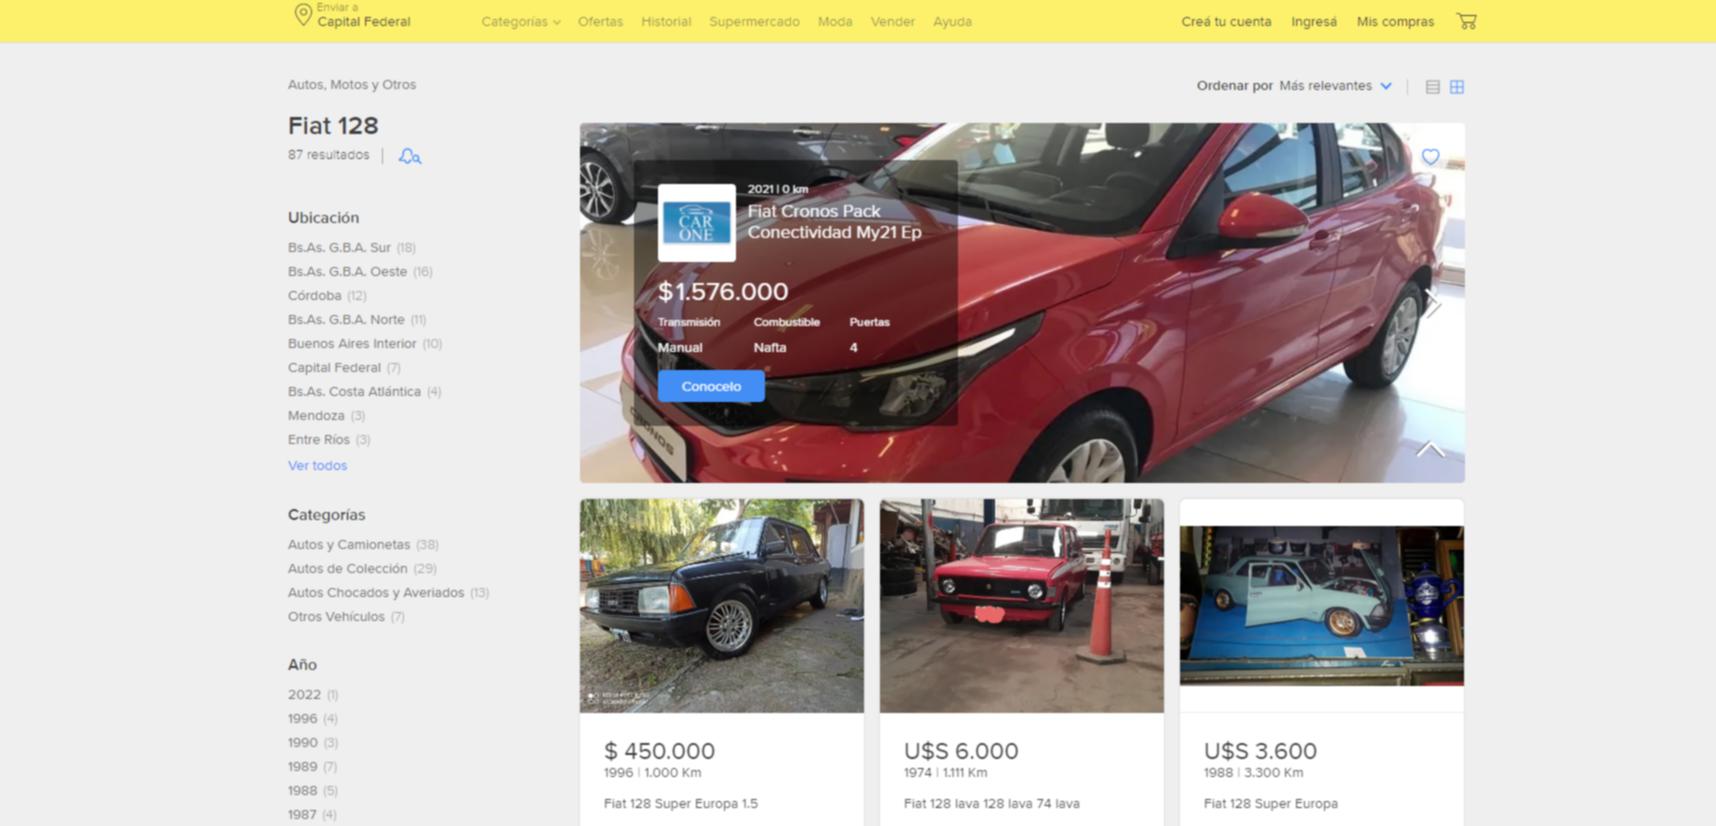 Enviar a
Capital Federal
Categorías
Ofertas
Historial
Supermercado
Moda
Vender
Ayuda
Creá tu cuenta
Ingresá
Mis compras
Autos, Motos y Otros
Ordenar por Más relevantes
Fiat 128
87 resultados
Ubicación
Bs.As. G.B.A. Sur (18)
Bs.As. G.B.A. Oeste (16)
Córdoba (12)
Bs.As. G.B.A. Norte (11)
Buenos Aires Interior (10)
Capital Federal (7)
Bs.As. Costa Atlántica (4)
Mendoza (3)
Entre Ríos (3)
Ver todos
Categorías
Autos y Camionetas (38)
Autos de Colección (29)
Autos Chocados y Averiados (13)
Otros Vehículos (7)
Año
2022 (1)
1996 (4)
1990 (3)
1989 (7)
1988 (5)
1987 (4)
CAR
ONE
2021 | 0 km
Fiat Cronos Pack
Conectividad My21 Ep
$1.576.000
Transmisión Combustible Puertas
Manual Nafta 4
Conocelo
CRONOS
$ 450.000
1996 | 1.000 Km
Fiat 128 Super Europa 1.5
U$S 6.000
1974 | 1.111 Km
Fiat 128 Iava 128 Iava 74 Iava
U$S 3.600
1988 | 3.300 Km
Fiat 128 Super Europa